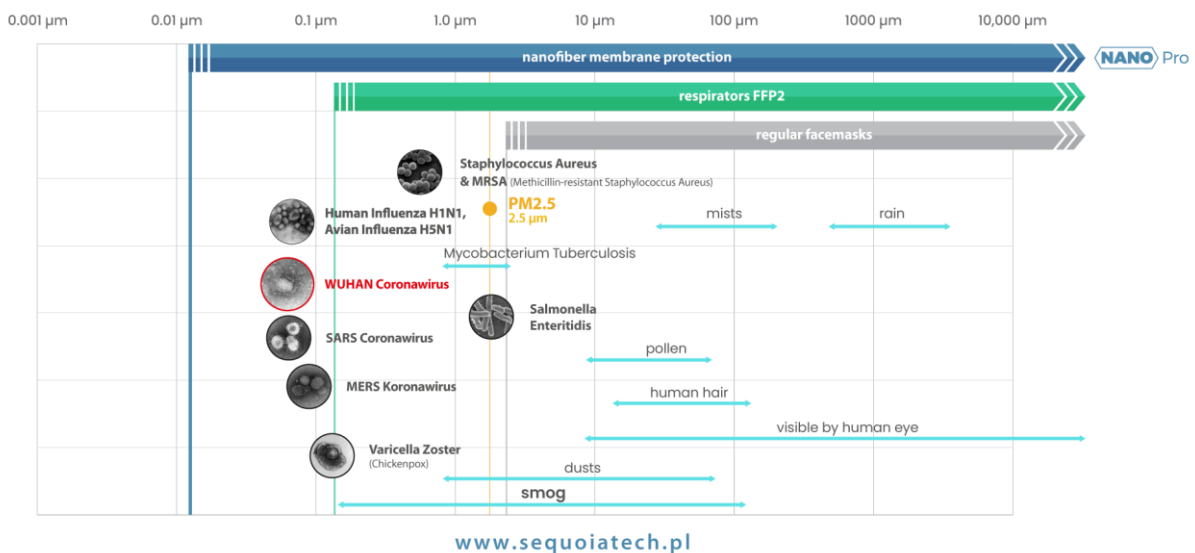 0.001 µm 0.01 µm 0.1 µm 1.0 µm 10 µm 100 µm 1000 µm 10,000 µm
nanofiber membrane protection
NANO Pro
respirators FFP2
regular facemasks
Staphylococcus Aureus
& MRSA (Methicillin-resistant Staphylococcus Aureus)
PM2.5
2.5 µm
Human Influenza H1N1,
Avian Influenza H5N1
mists
rain
Mycobacterium Tuberculosis
WUHAN Coronawirus
Salmonella
Enteritidis
SARS Coronawirus
pollen
MERS Koronawirus
human hair
visible by human eye
Varicella Zoster
(Chickenpox)
dusts
smog
www.sequoiatech.pl